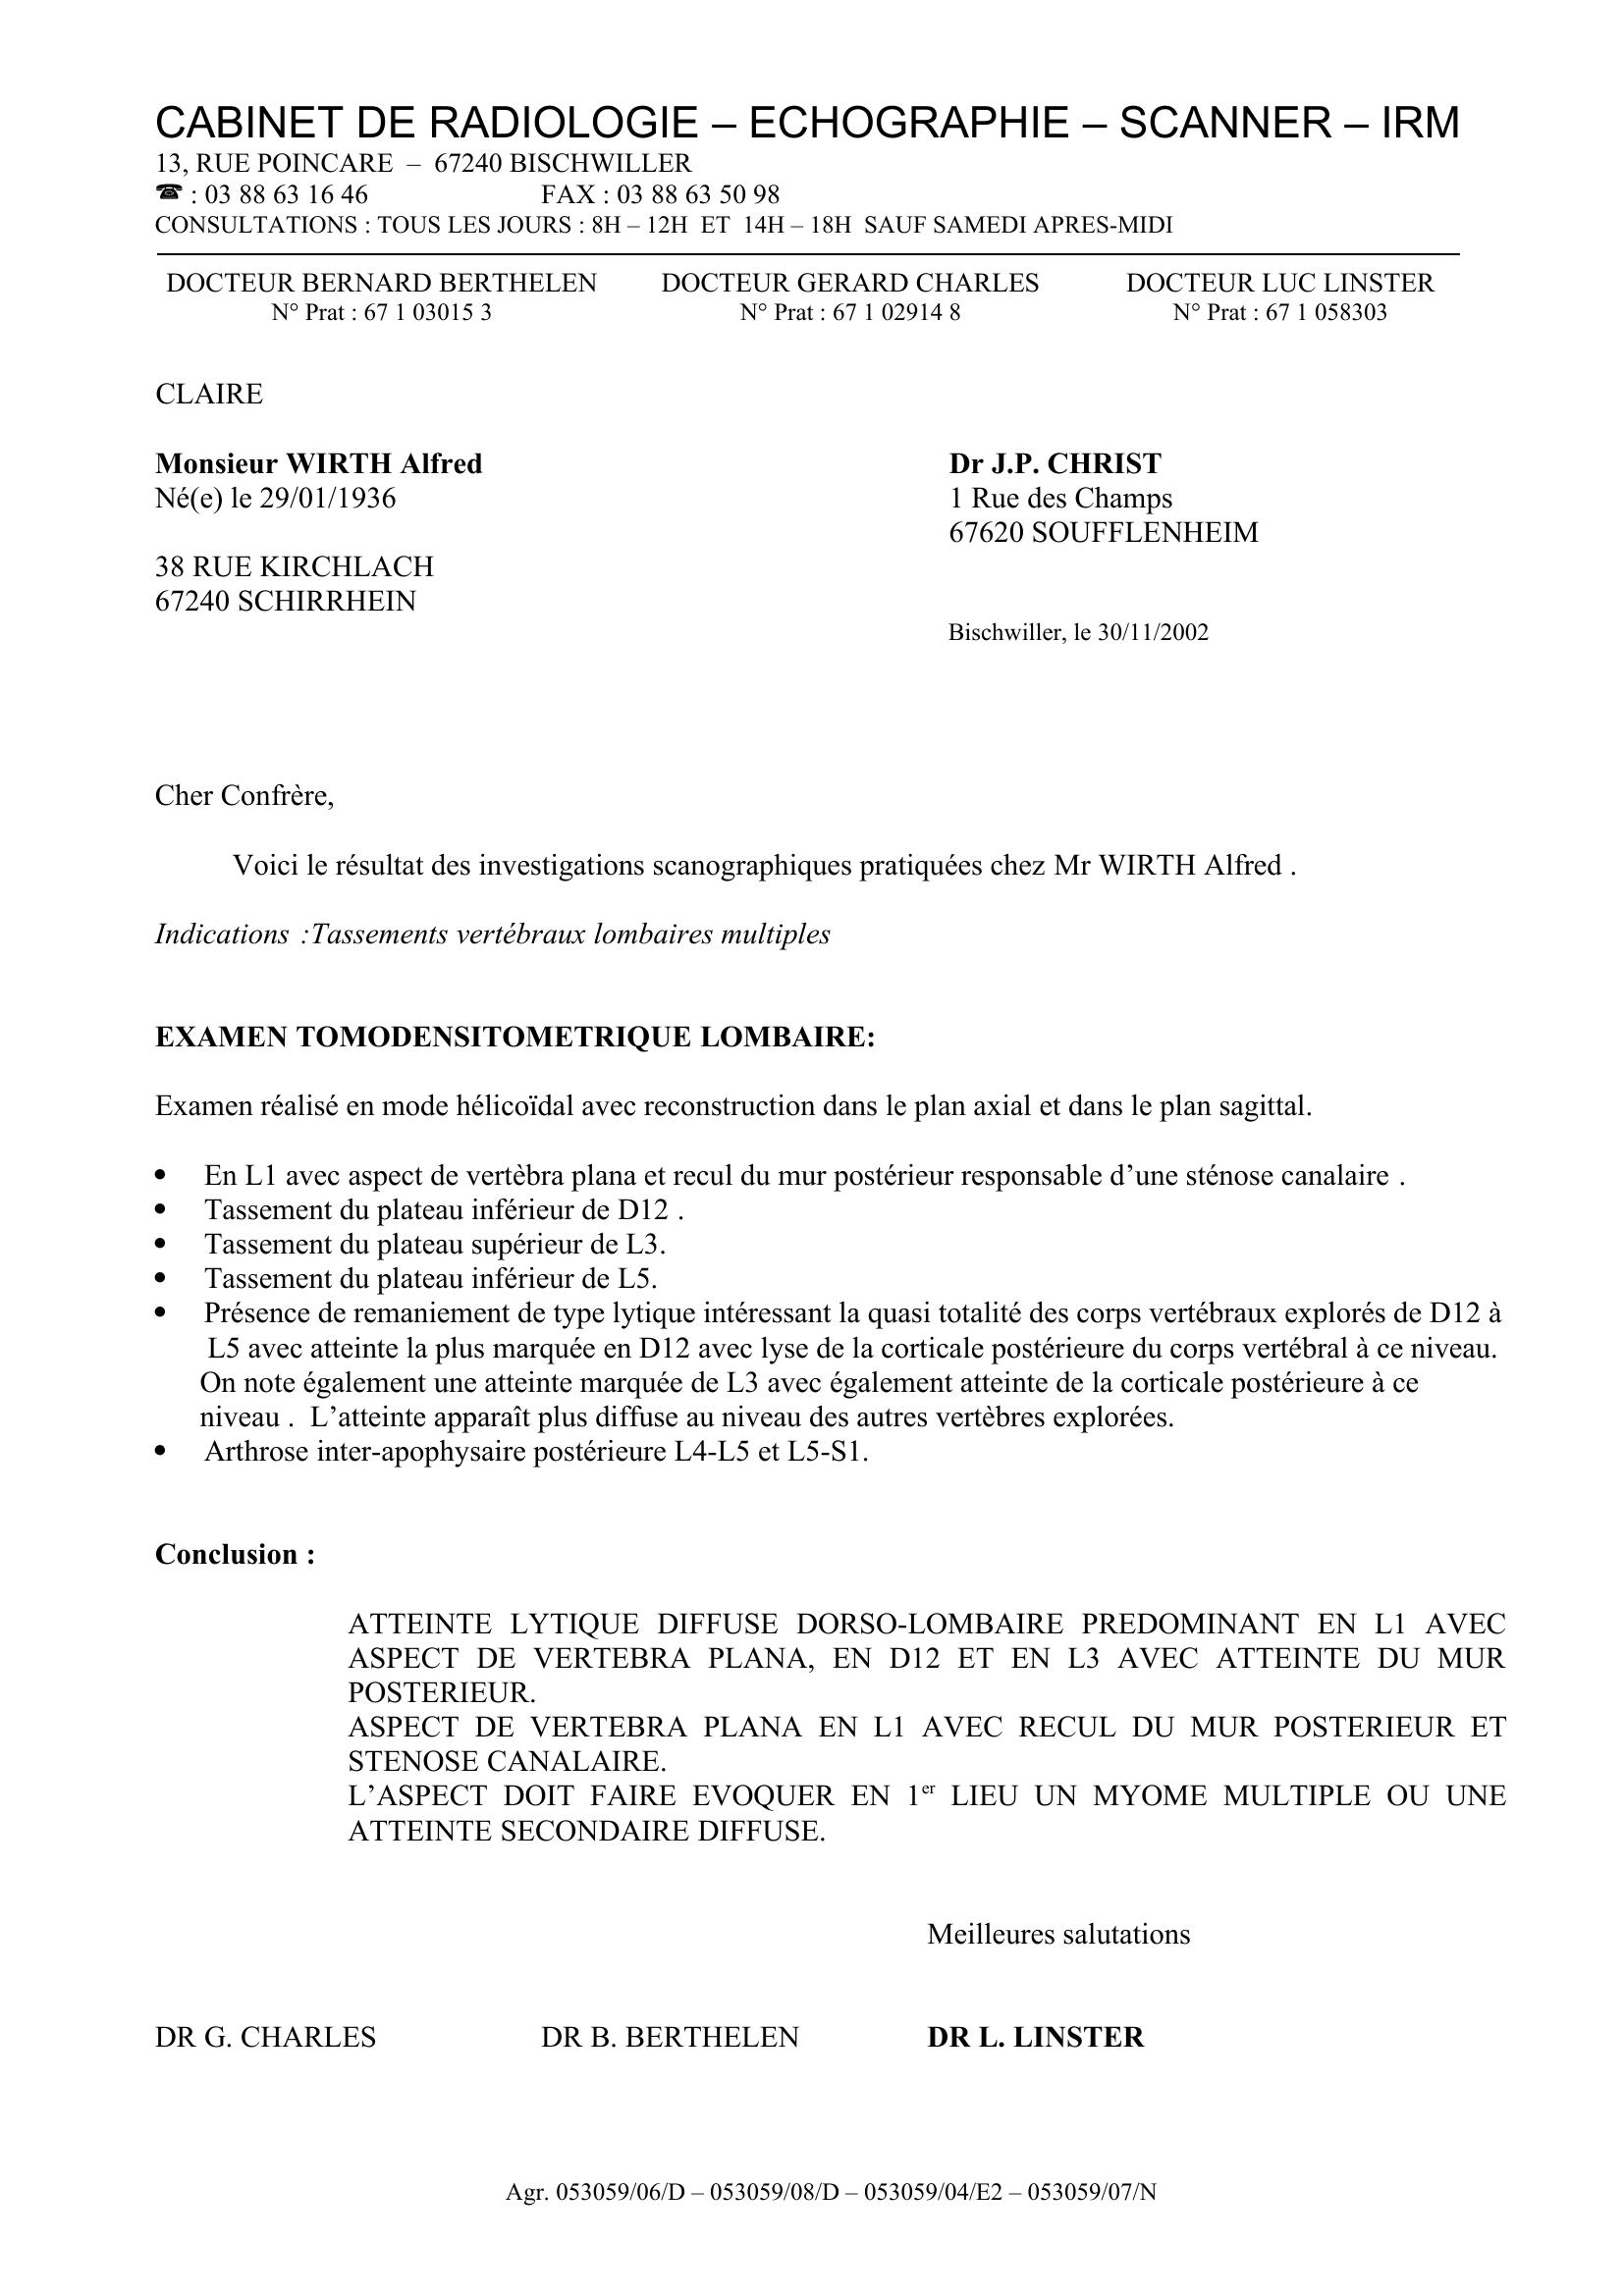 CABINET DE RADIOLOGIE – ECHOGRAPHIE – SCANNER – IRM
13, RUE POINCARE – 67240 BISCHWILLER
☎ : 03 88 63 16 46 FAX : 03 88 63 50 98
CONSULTATIONS : TOUS LES JOURS : 8H – 12H ET 14H – 18H SAUF SAMEDI APRES-MIDI
DOCTEUR BERNARD BERTHELEN DOCTEUR GERARD CHARLES DOCTEUR LUC LINSTER
N° Prat : 67 1 03015 3 N° Prat : 67 1 02914 8 N° Prat : 67 1 058303
CLAIRE
Monsieur WIRTH Alfred Dr J.P. CHRIST
Né(e) le 29/01/1936 1 Rue des Champs
67620 SOUFFLENHEIM
38 RUE KIRCHLACH
67240 SCHIRRHEIN
Bischwiller, le 30/11/2002
Cher Confrère,
Voici le résultat des investigations scanographiques pratiquées chez Mr WIRTH Alfred .
Indications :Tassements vertébraux lombaires multiples
EXAMEN TOMODENSITOMETRIQUE LOMBAIRE:
Examen réalisé en mode hélicoïdal avec reconstruction dans le plan axial et dans le plan sagittal.
• En L1 avec aspect de vertèbra plana et recul du mur postérieur responsable d’une sténose canalaire .
• Tassement du plateau inférieur de D12 .
• Tassement du plateau supérieur de L3.
• Tassement du plateau inférieur de L5.
• Présence de remaniement de type lytique intéressant la quasi totalité des corps vertébraux explorés de D12 à
L5 avec atteinte la plus marquée en D12 avec lyse de la corticale postérieure du corps vertébral à ce niveau.
On note également une atteinte marquée de L3 avec également atteinte de la corticale postérieure à ce
niveau . L’atteinte apparaît plus diffuse au niveau des autres vertèbres explorées.
• Arthrose inter-apophysaire postérieure L4-L5 et L5-S1.
Conclusion :
ATTEINTE LYTIQUE DIFFUSE DORSO-LOMBAIRE PREDOMINANT EN L1 AVEC
ASPECT DE VERTEBRA PLANA, EN D12 ET EN L3 AVEC ATTEINTE DU MUR
POSTERIEUR.
ASPECT DE VERTEBRA PLANA EN L1 AVEC RECUL DU MUR POSTERIEUR ET
STENOSE CANALAIRE.
L’ASPECT DOIT FAIRE EVOQUER EN 1er LIEU UN MYOME MULTIPLE OU UNE
ATTEINTE SECONDAIRE DIFFUSE.
Meilleures salutations
DR G. CHARLES DR B. BERTHELEN DR L. LINSTER
Agr. 053059/06/D – 053059/08/D – 053059/04/E2 – 053059/07/N